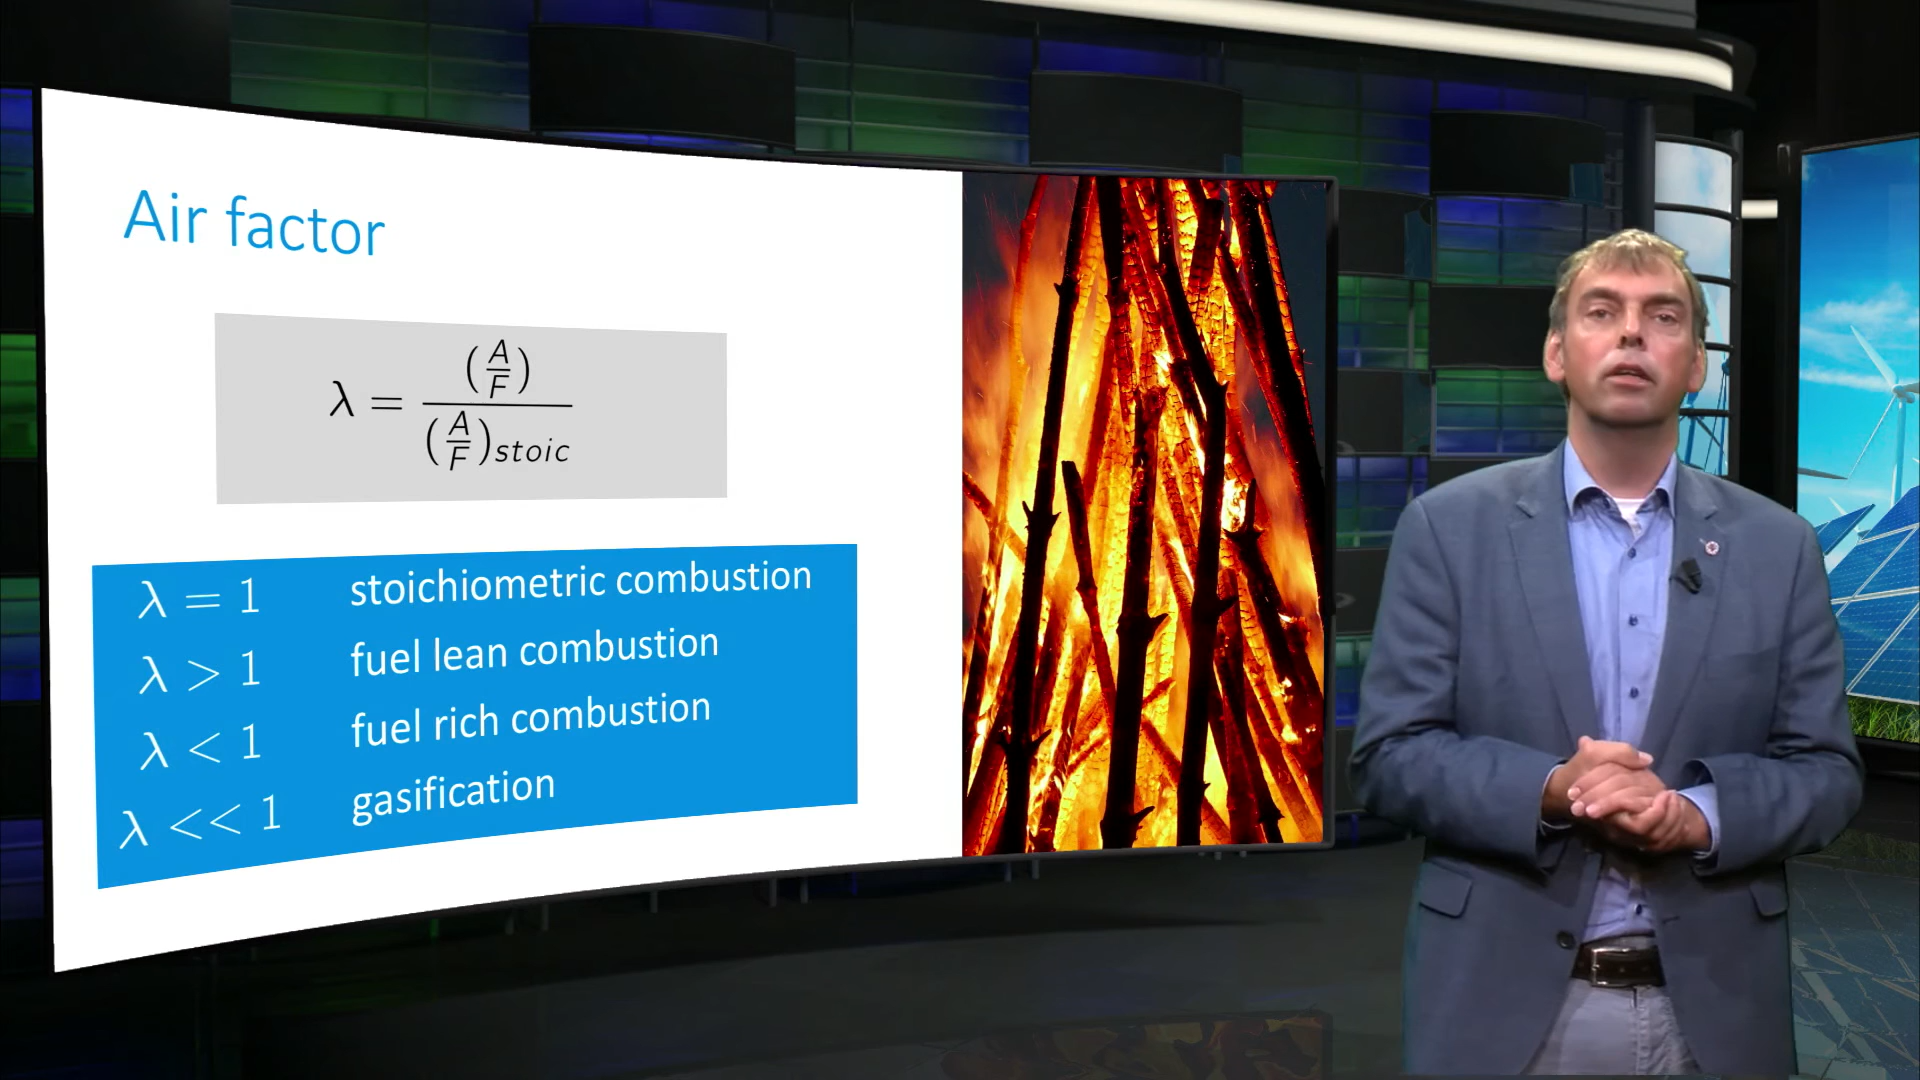 Air factor
λ = (A/F) / (A/F)stoic
λ = 1 stoichiometric combustion
λ > 1 fuel lean combustion
λ < 1 fuel rich combustion
λ << 1 gasification